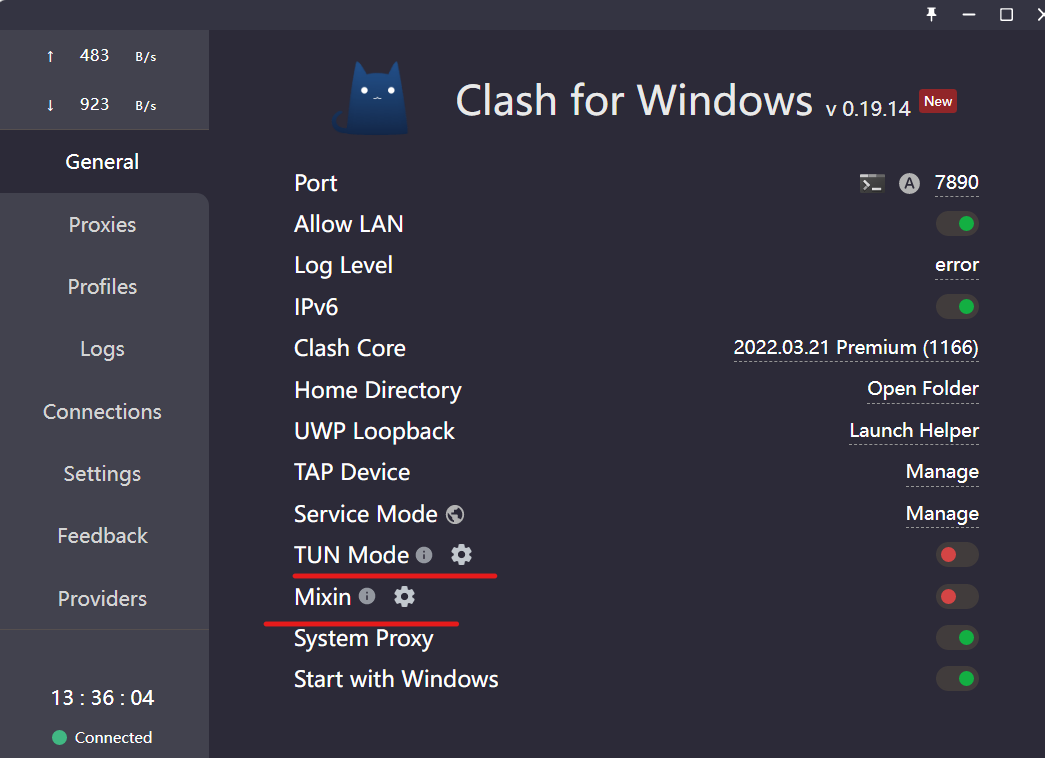 ↑ 483 B/s
↓ 923 B/s
General
Proxies
Profiles
Logs
Connections
Settings
Feedback
Providers
13 : 36 : 04
Connected
Clash for Windows v 0.19.14 New
Port A 7890
Allow LAN
Log Level error
IPv6
Clash Core 2022.03.21 Premium (1166)
Home Directory Open Folder
UWP Loopback Launch Helper
TAP Device Manage
Service Mode Manage
TUN Mode
Mixin
System Proxy
Start with Windows